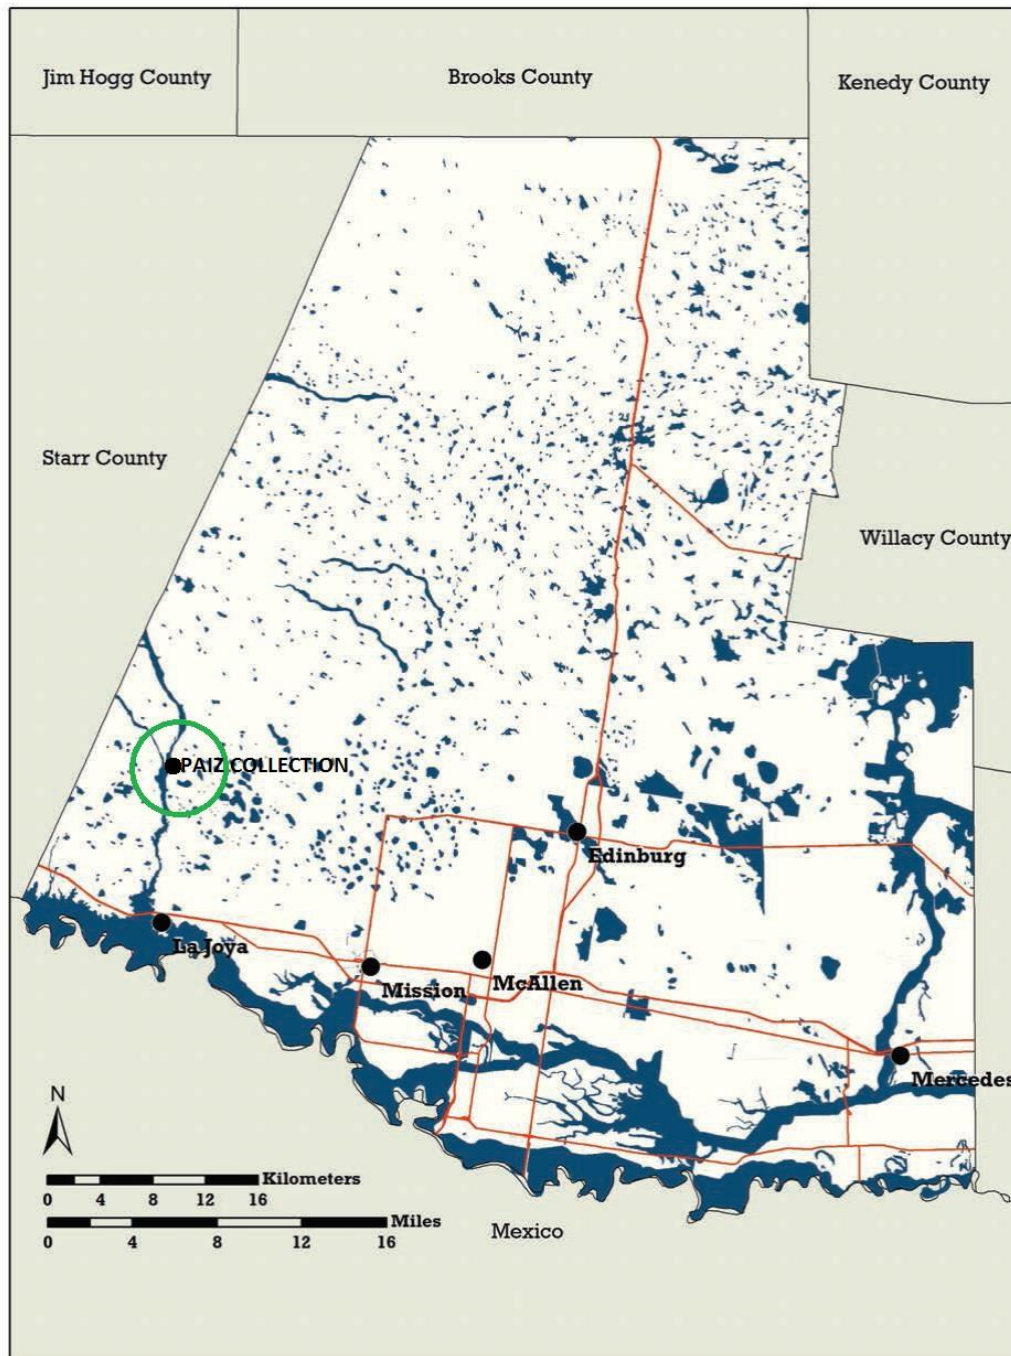 Jim Hogg County
Brooks County
Kenedy County
Starr County
Willacy County
PAIZ COLLECTION
Edinburg
La Joya
Mission
McAllen
Mercedes
N
Kilometers
0 4 8 12 16
Miles
0 4 8 12 16
Mexico